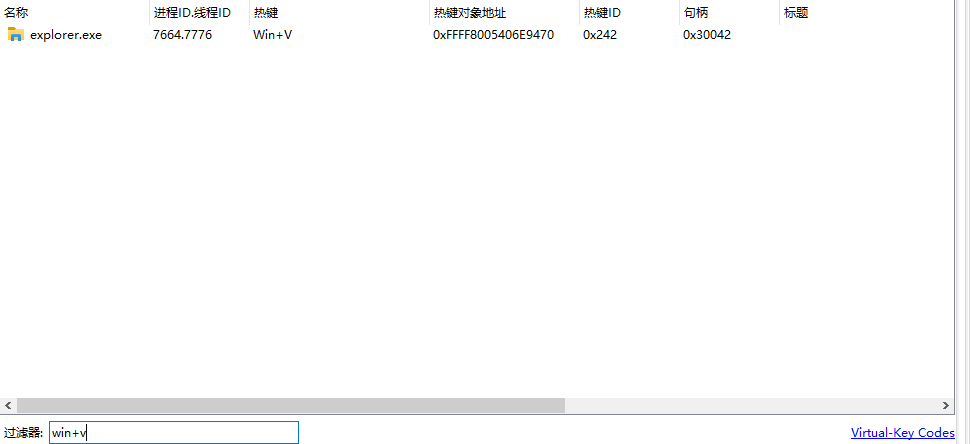 名称 进程ID.线程ID 热键 热键对象地址 热键ID 句柄 标题
explorer.exe 7664.7776 Win+V 0xFFFF8005406E9470 0x242 0x30042
过滤器: win+v Virtual-Key Codes